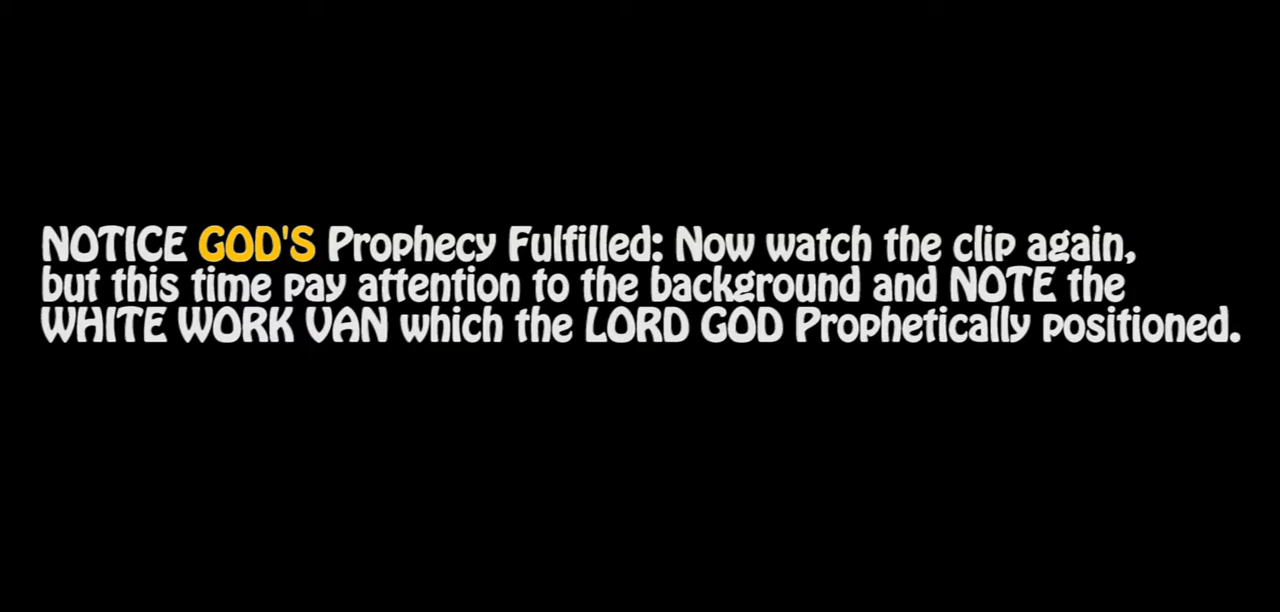 NOTICE GOD'S Prophecy Fulfilled: Now watch the clip again,
but this time pay attention to the background and NOTE the
WHITE WORK VAN which the LORD GOD Prophetically positioned.